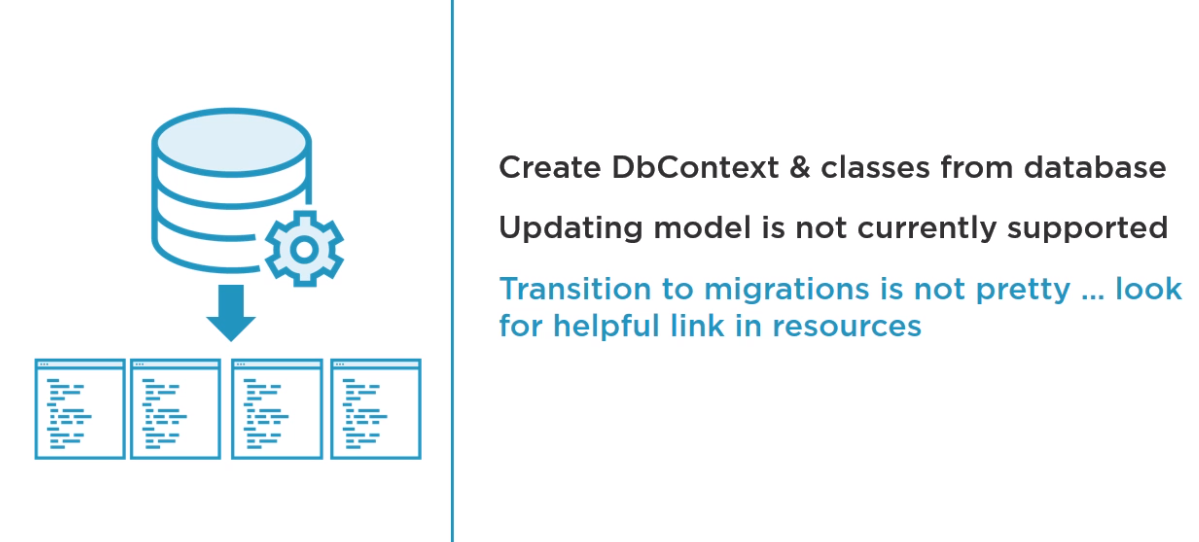 Create DbContext & classes from database
Updating model is not currently supported
Transition to migrations is not pretty ... look
for helpful link in resources